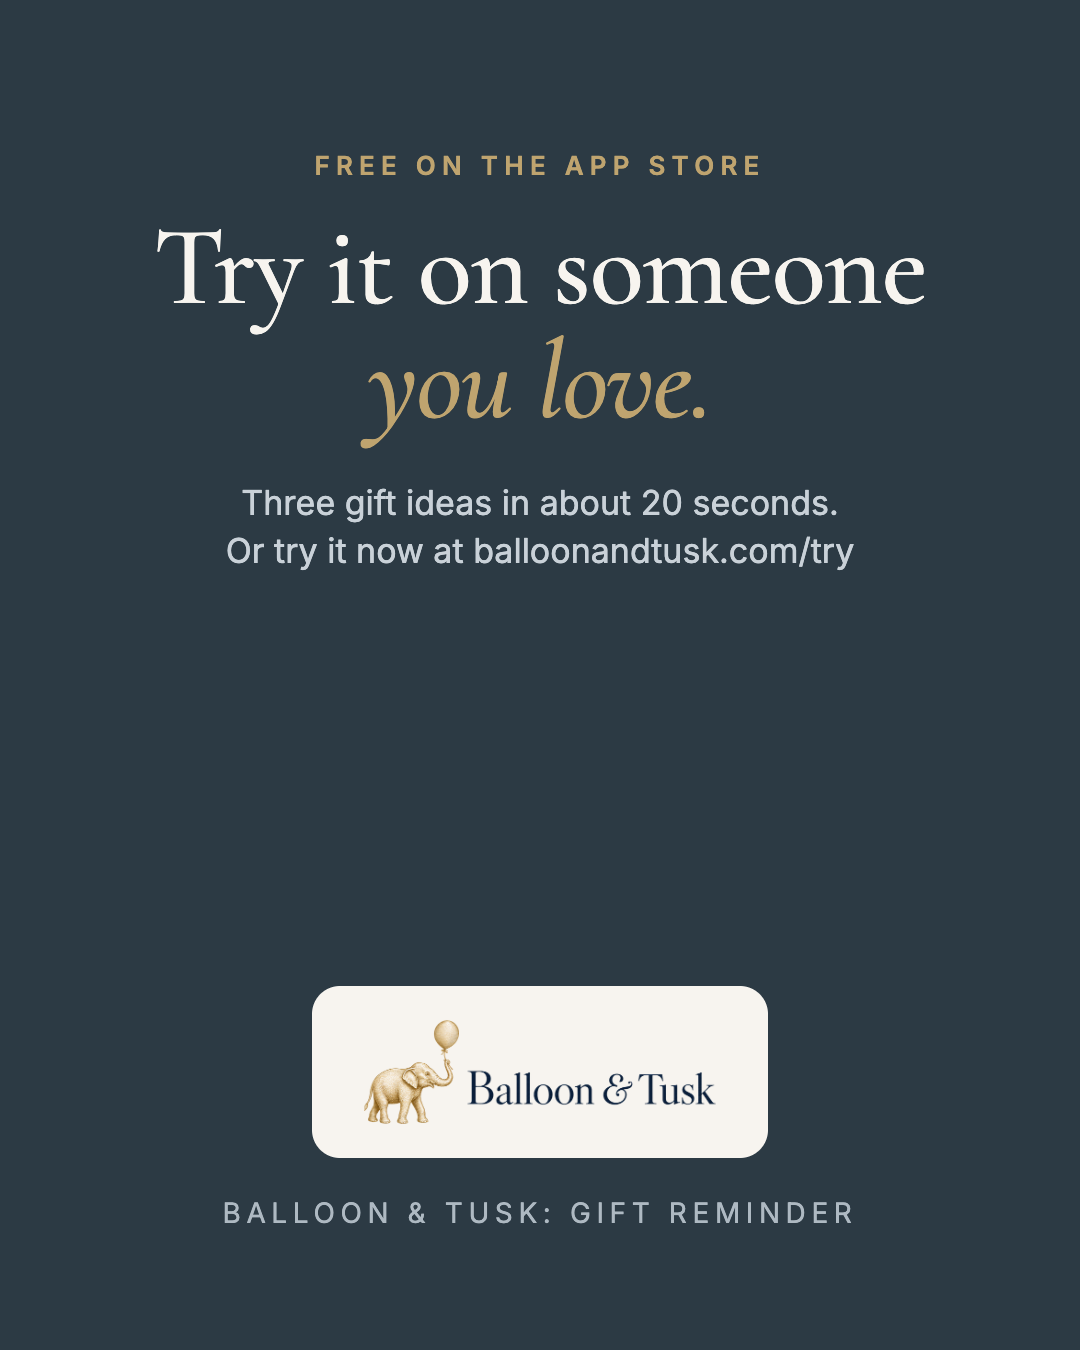 FREE ON THE APP STORE
Try it on someone
you love.
Three gift ideas in about 20 seconds.
Or try it now at balloonandtusk.com/try
Balloon & Tusk
BALLOON & TUSK: GIFT REMINDER